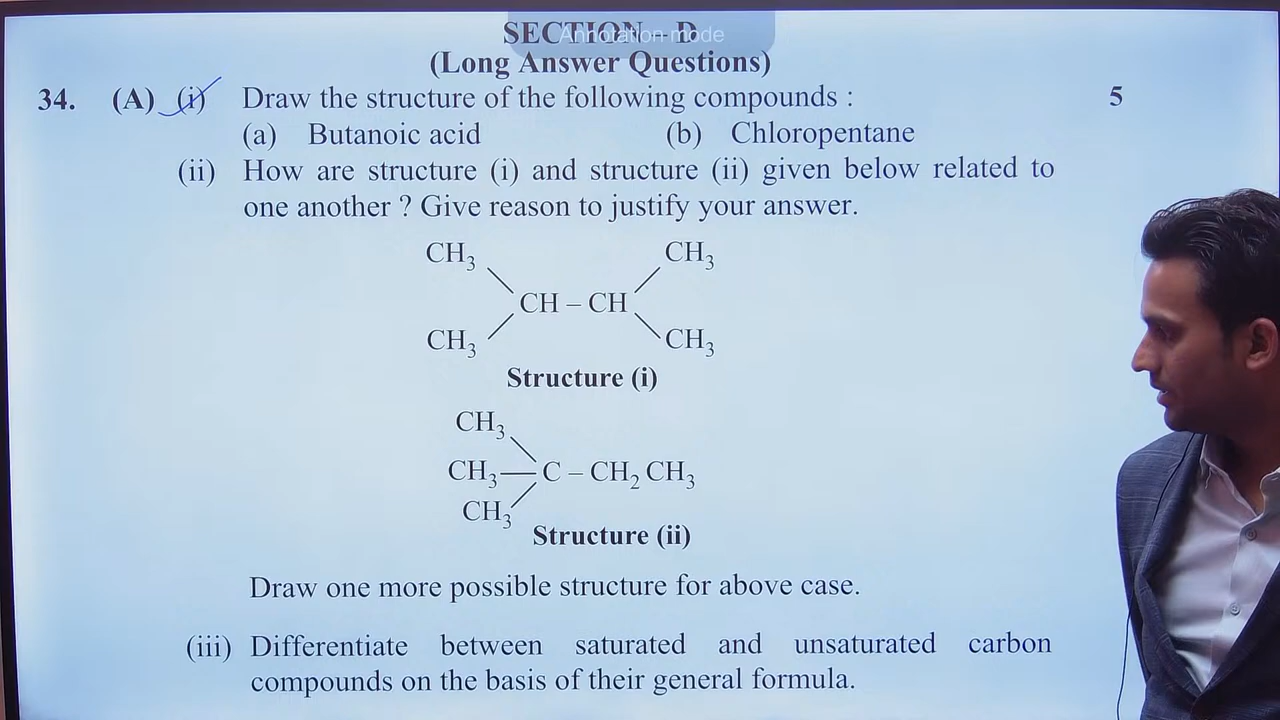 SECTION – D
Annotation mode
(Long Answer Questions)
34. (A) (i) Draw the structure of the following compounds : 5
(a) Butanoic acid (b) Chloropentane
(ii) How are structure (i) and structure (ii) given below related to
one another ? Give reason to justify your answer.
CH₃ CH₃
CH – CH
CH₃ CH₃
Structure (i)
CH₃
CH₃ — C – CH₂ CH₃
CH₃
Structure (ii)
Draw one more possible structure for above case.
(iii) Differentiate between saturated and unsaturated carbon
compounds on the basis of their general formula.